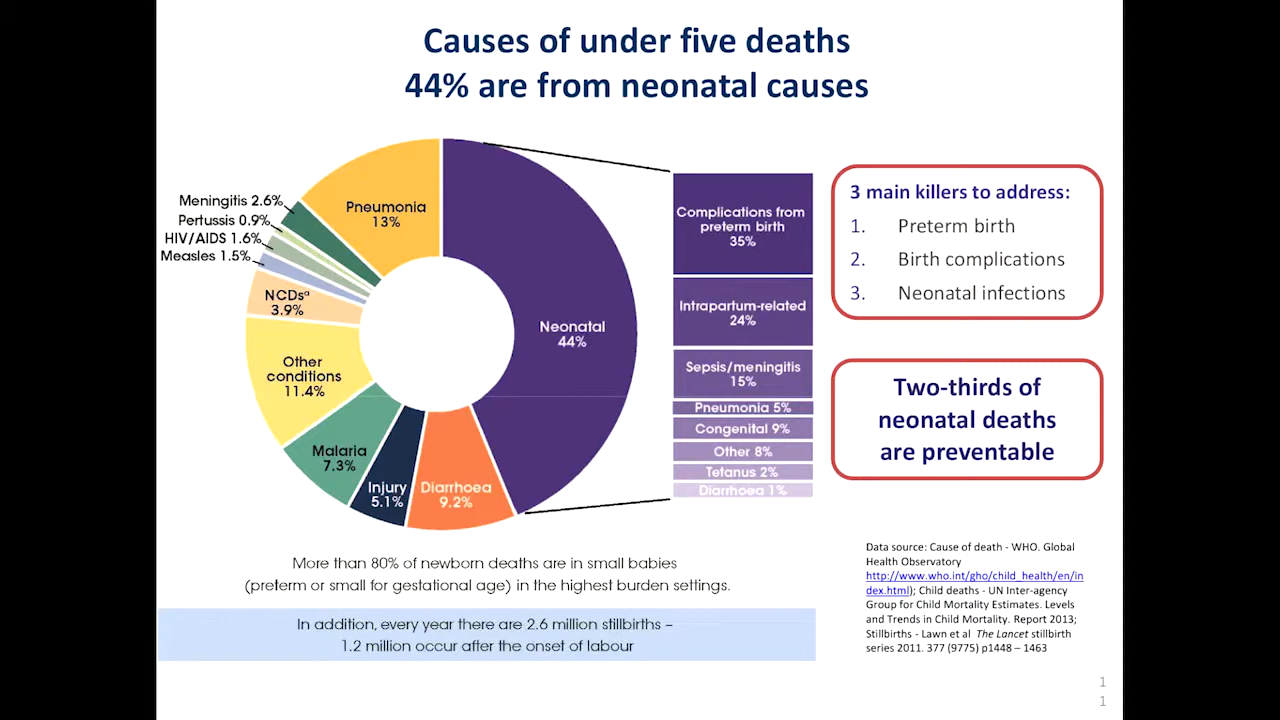 Causes of under five deaths
44% are from neonatal causes
Pneumonia
13%
Meningitis 2.6%
Pertussis 0.9%
HIV/AIDS 1.6%
Measles 1.5%
NCDsᵃ
3.9%
Other
conditions
11.4%
Malaria
7.3%
Injury
5.1%
Diarrhoea
9.2%
Neonatal
44%
Complications from
preterm birth
35%
Intrapartum-related
24%
Sepsis/meningitis
15%
Pneumonia 5%
Congenital 9%
Other 8%
Tetanus 2%
Diarrhoea 1%
3 main killers to address:
1. Preterm birth
2. Birth complications
3. Neonatal infections
Two-thirds of
neonatal deaths
are preventable
More than 80% of newborn deaths are in small babies
(preterm or small for gestational age) in the highest burden settings.
In addition, every year there are 2.6 million stillbirths –
1.2 million occur after the onset of labour
Data source: Cause of death - WHO. Global
Health Observatory
http://www.who.int/gho/child_health/en/in
dex.html); Child deaths - UN Inter-agency
Group for Child Mortality Estimates. Levels
and Trends in Child Mortality. Report 2013;
Stillbirths - Lawn et al The Lancet stillbirth
series 2011. 377 (9775) p1448 – 1463
1
1